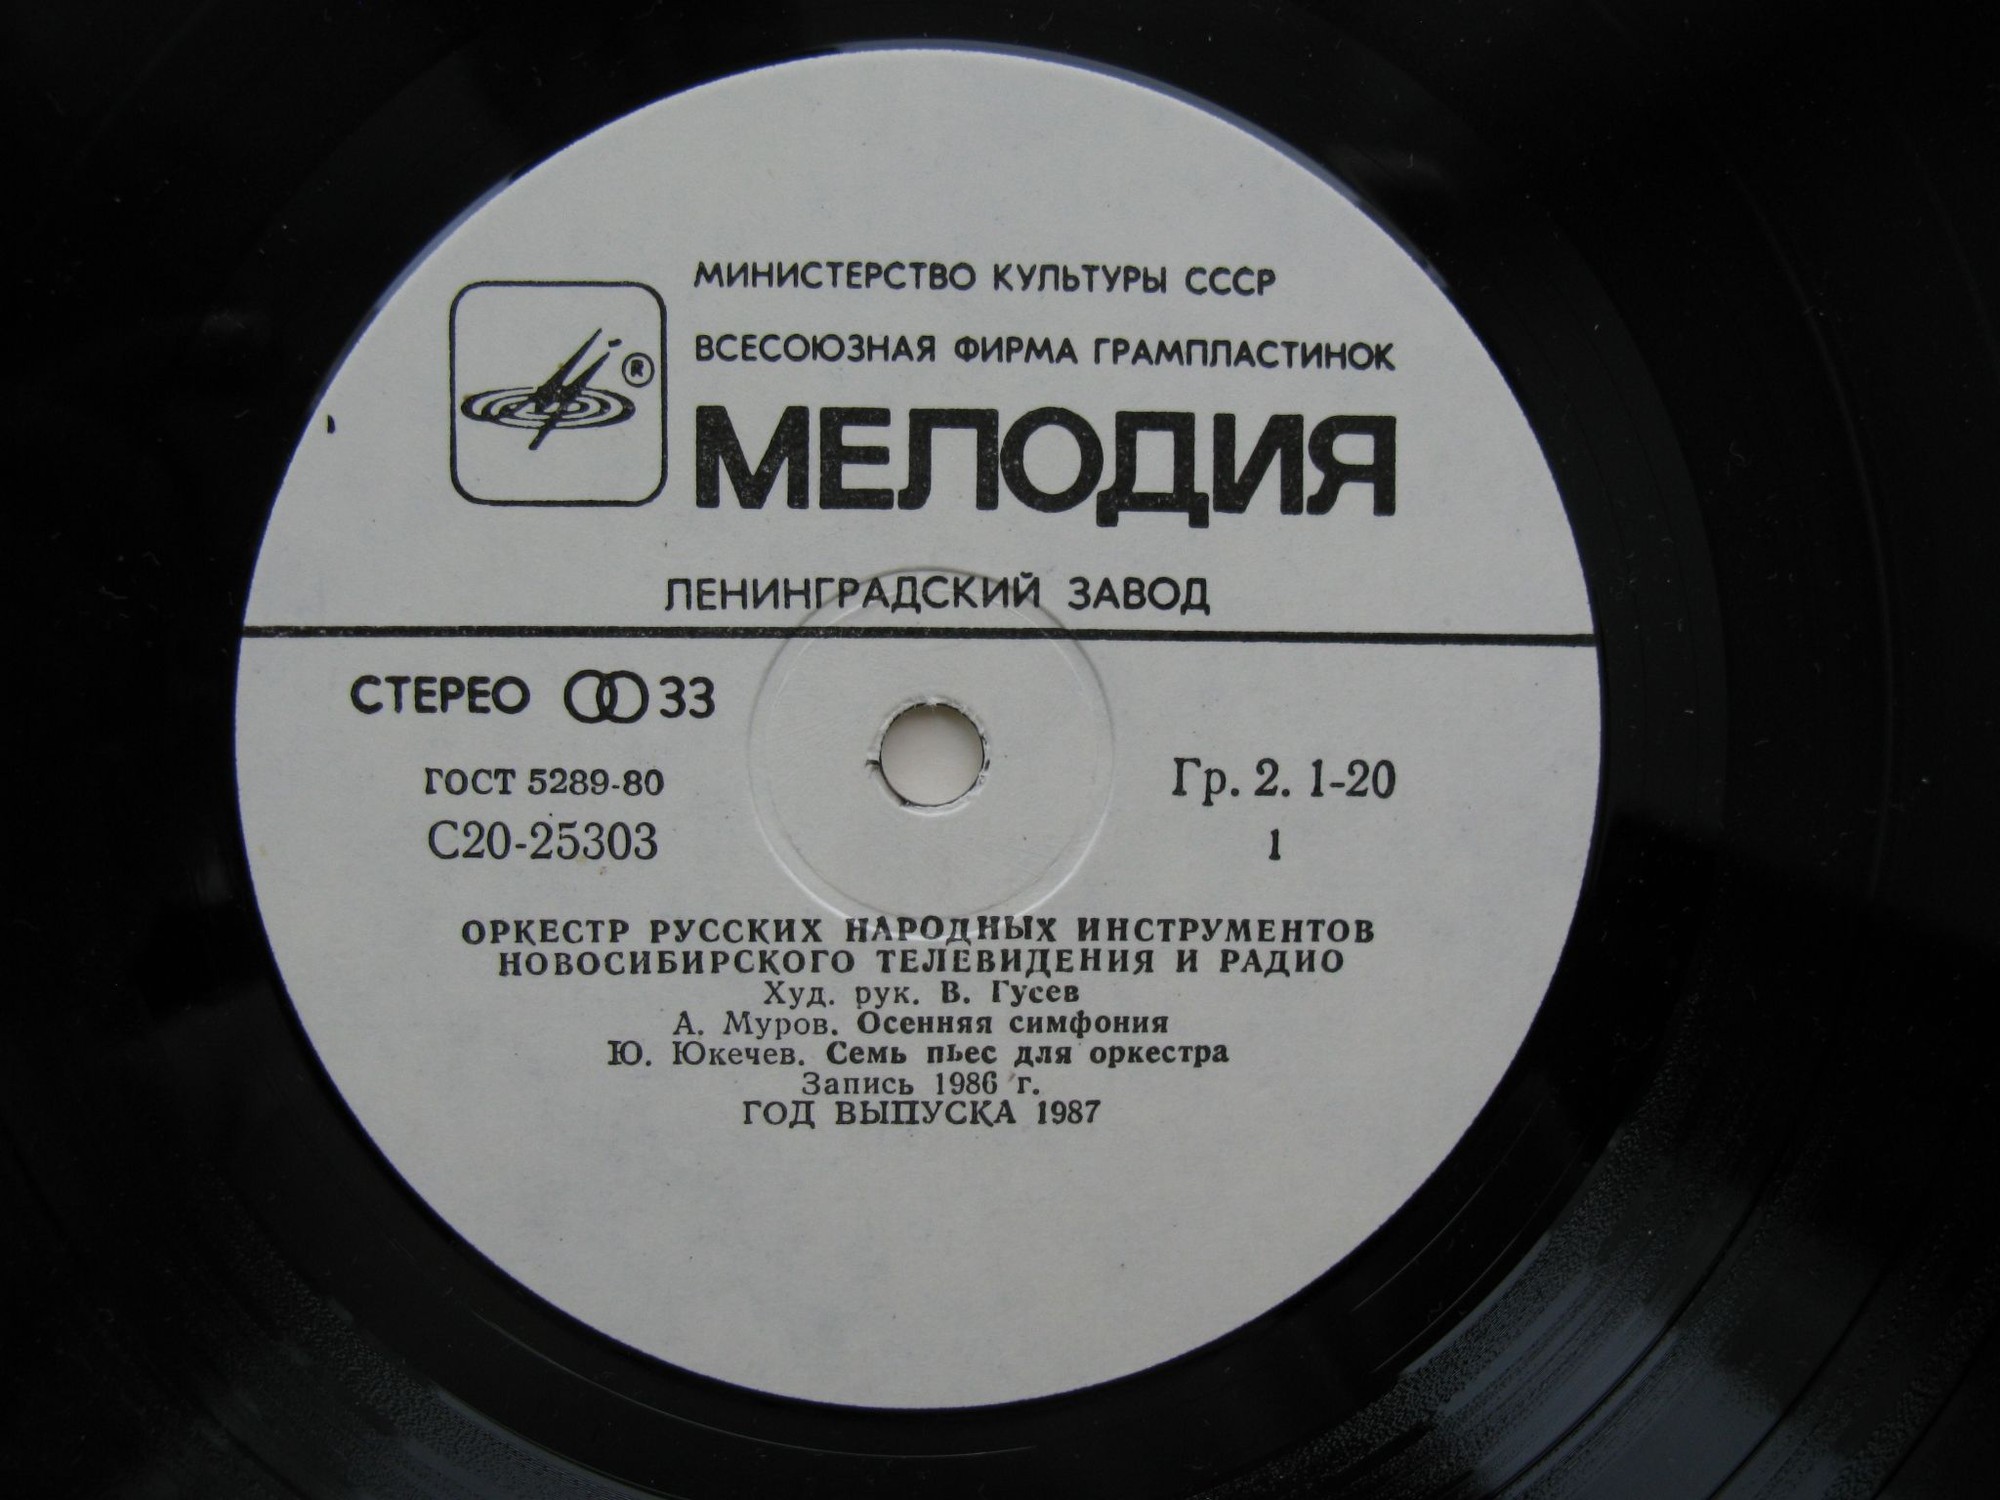 МИНИСТЕРСТВО КУЛЬТУРЫ СССР
ВСЕСОЮЗНАЯ ФИРМА ГРАМПЛАСТИНОК
®
МЕЛОДИЯ
ЛЕНИНГРАДСКИЙ ЗАВОД
СТЕРЕО 33
ГОСТ 5289-80
Гр. 2. 1-20
С20-25303
1
ОРКЕСТР РУССКИХ НАРОДНЫХ ИНСТРУМЕНТОВ
НОВОСИБИРСКОГО ТЕЛЕВИДЕНИЯ И РАДИО
Худ. рук. В. Гусев
А. Муров. Осенняя симфония
Ю. Юкечев. Семь пьес для оркестра
Запись 1986 г.
ГОД ВЫПУСКА 1987